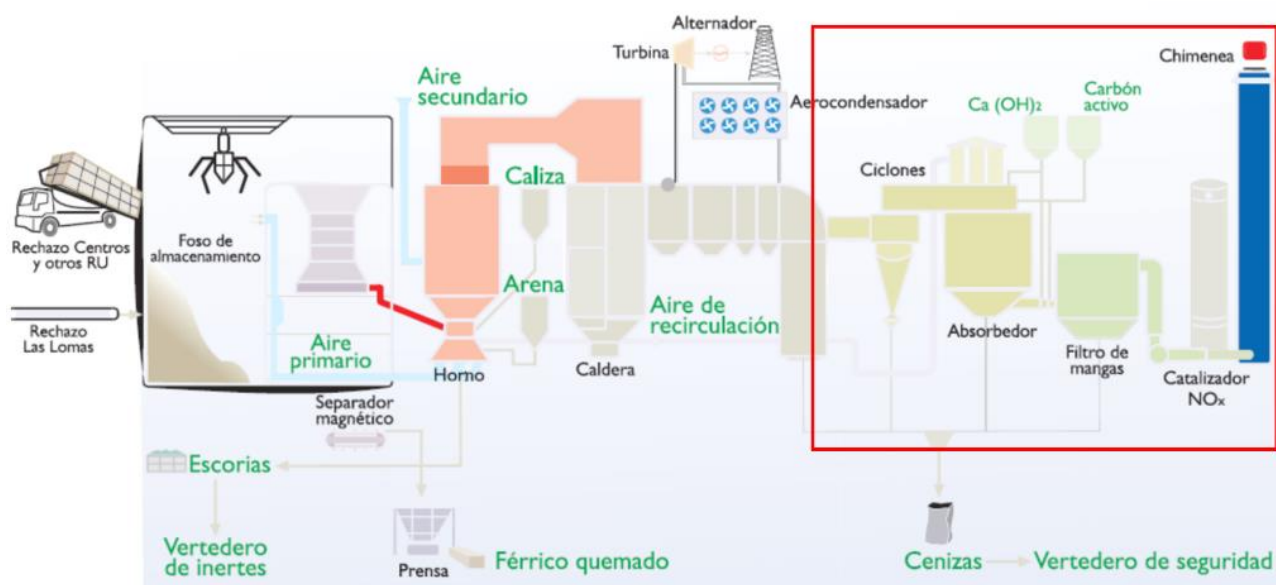 Alternador
Turbina
Chimenea
Aire
secundario
Aerocondensador
Ca (OH)2
Carbón
activo
Caliza
Ciclones
Rechazo Centros
y otros RU
Foso de
almacenamiento
Arena
Aire de
recirculación
Rechazo
Las Lomas
Aire
primario
Horno
Caldera
Absorbedor
Filtro de
mangas
Catalizador
NOx
Separador
magnético
Escorias
Vertedero
de inertes
Prensa
Férrico quemado
Cenizas
Vertedero de seguridad